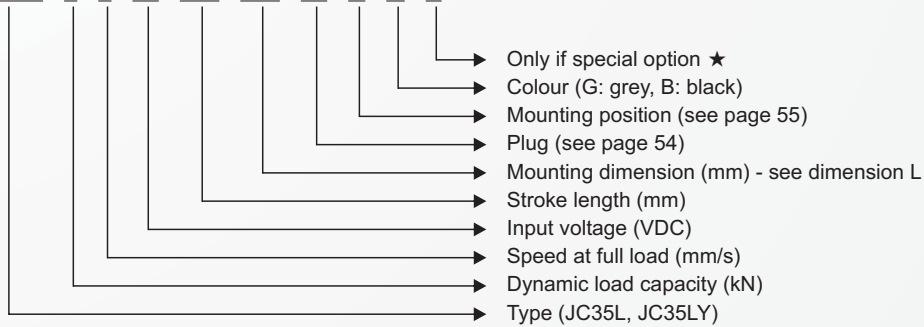 Only if special option ★
Colour (G: grey, B: black)
Mounting position (see page 55)
Plug (see page 54)
Mounting dimension (mm) - see dimension L
Stroke length (mm)
Input voltage (VDC)
Speed at full load (mm/s)
Dynamic load capacity (kN)
Type (JC35L, JC35LY)